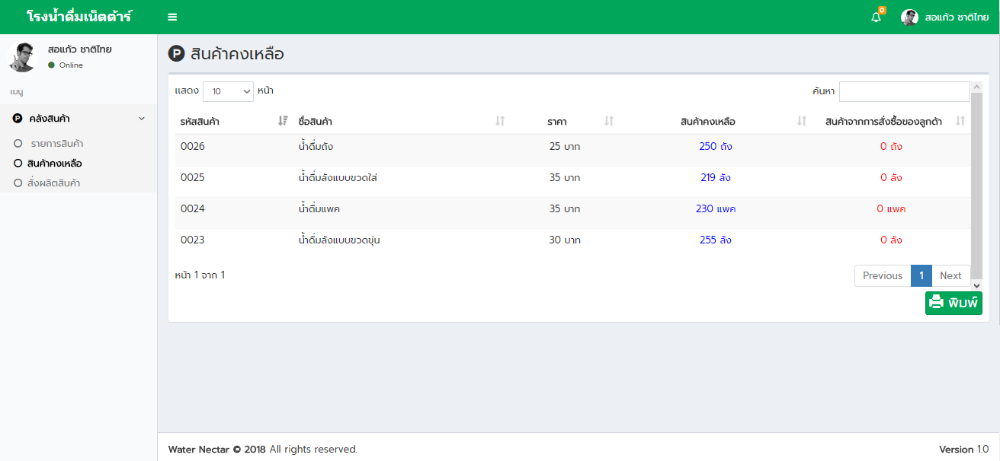 โรงน้ำดื่มเน็ตต้าร์
0
สอแก้ว ชาติไทย
สอแก้ว ชาติไทย
Online
เมนู
คลังสินค้า
รายการสินค้า
สินค้าคงเหลือ
สั่งผลิตสินค้า
P สินค้าคงเหลือ
แสดง 10 หน้า
ค้นหา
รหัสสินค้า ชื่อสินค้า ราคา สินค้าคงเหลือ สินค้าจากการสั่งซื้อของลูกค้า
0026 น้ำดื่มถัง 25 บาท 250 ถัง 0 ถัง
0025 น้ำดื่มลังแบบขวดใส่ 35 บาท 219 ลัง 0 ลัง
0024 น้ำดื่มแพค 35 บาท 230 แพค 0 แพค
0023 น้ำดื่มลังแบบขวดขุ่น 30 บาท 255 ลัง 0 ลัง
หน้า 1 จาก 1
Previous 1 Next
พิมพ์
Water Nectar © 2018 All rights reserved.
Version 1.0